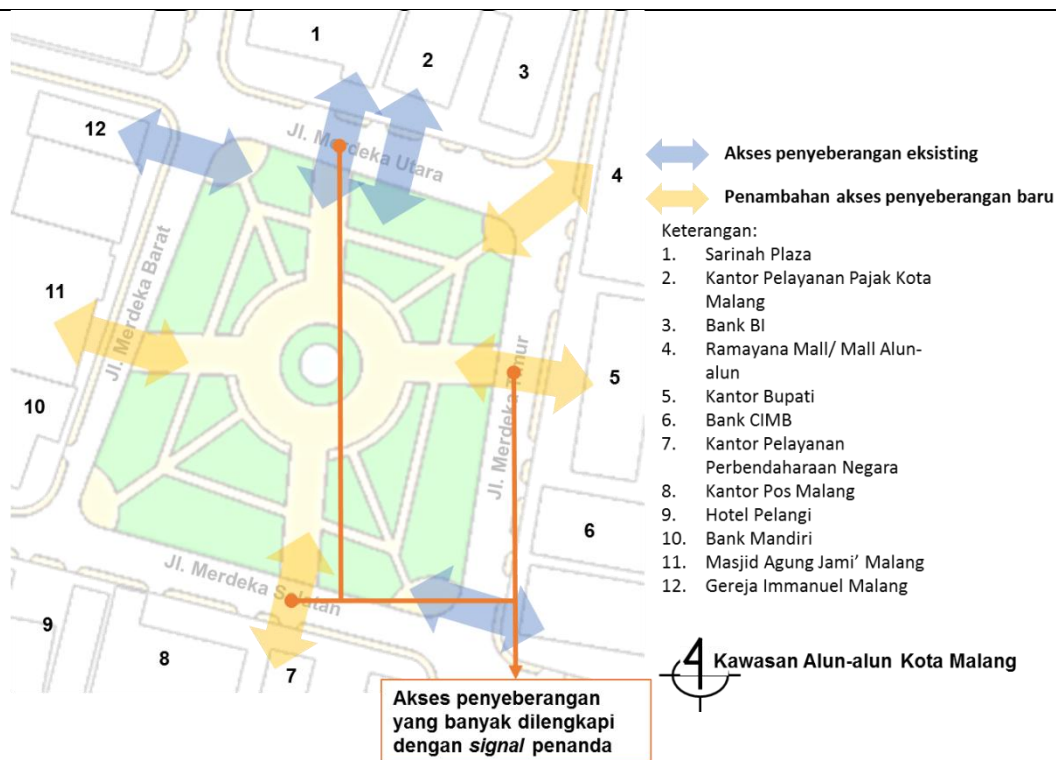 1
2
3
12
Jl. Merdeka Utara
4
11
Jl. Merdeka Barat
Jl. Merdeka Timur
5
10
6
Jl. Merdeka Selatan
9
8
7
Akses penyeberangan
yang banyak dilengkapi
dengan signal penanda
Akses penyeberangan eksisting
Penambahan akses penyeberangan baru
Keterangan:
1. Sarinah Plaza
2. Kantor Pelayanan Pajak Kota
Malang
3. Bank BI
4. Ramayana Mall/ Mall Alun-
alun
5. Kantor Bupati
6. Bank CIMB
7. Kantor Pelayanan
Perbendaharaan Negara
8. Kantor Pos Malang
9. Hotel Pelangi
10. Bank Mandiri
11. Masjid Agung Jami’ Malang
12. Gereja Immanuel Malang
Kawasan Alun-alun Kota Malang